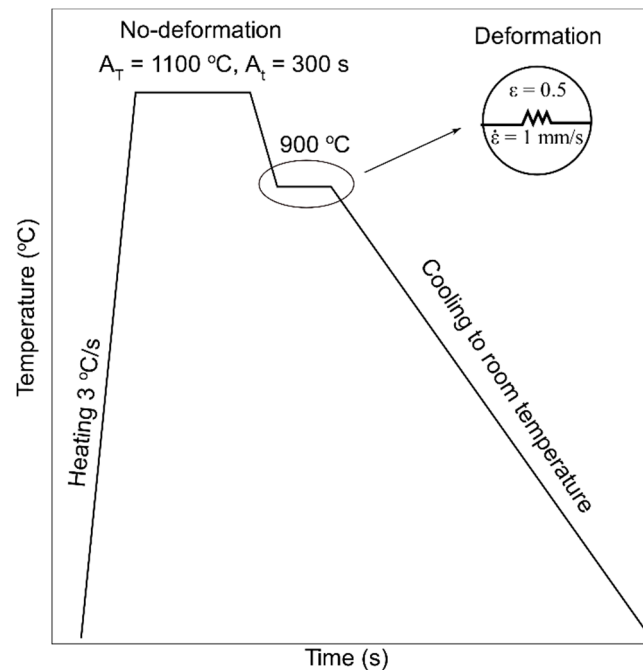 No-deformation
A_T = 1100 °C, A_t = 300 s
Deformation
ε = 0.5
ε̇ = 1 mm/s
900 °C
Temperature (°C)
Heating 3 °C/s
Cooling to room temperature
Time (s)